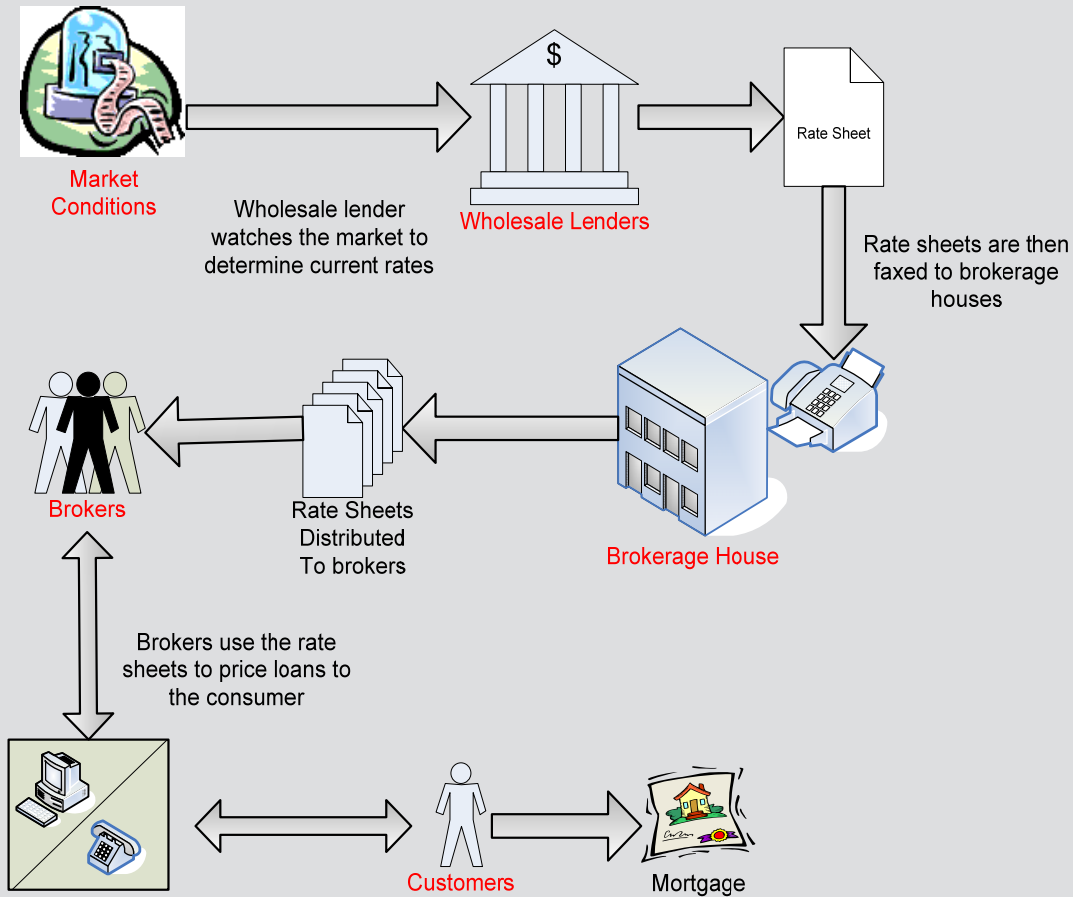 $
Rate Sheet
Market
Conditions
Wholesale lender
watches the market to
determine current rates
Wholesale Lenders
Rate sheets are then
faxed to brokerage
houses
Brokers
Rate Sheets
Distributed
To brokers
Brokerage House
Brokers use the rate
sheets to price loans to
the consumer
Customers
Mortgage